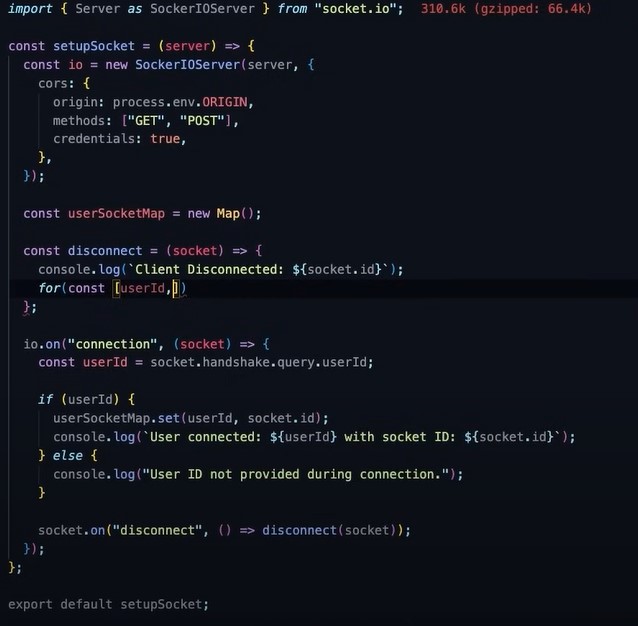 import { Server as SockerIOServer } from "socket.io";  310.6k (gzipped: 66.4k)
const setupSocket = (server) => {
  const io = new SockerIOServer(server, {
    cors: {
      origin: process.env.ORIGIN,
      methods: ["GET", "POST"],
      credentials: true,
    },
  });
  const userSocketMap = new Map();
  const disconnect = (socket) => {
    console.log(`Client Disconnected: ${socket.id}`);
    for(const [userId,])
  };
  io.on("connection", (socket) => {
    const userId = socket.handshake.query.userId;
    if (userId) {
      userSocketMap.set(userId, socket.id);
      console.log(`User connected: ${userId} with socket ID: ${socket.id}`);
    } else {
      console.log("User ID not provided during connection.");
    }
    socket.on("disconnect", () => disconnect(socket));
  });
};
export default setupSocket;